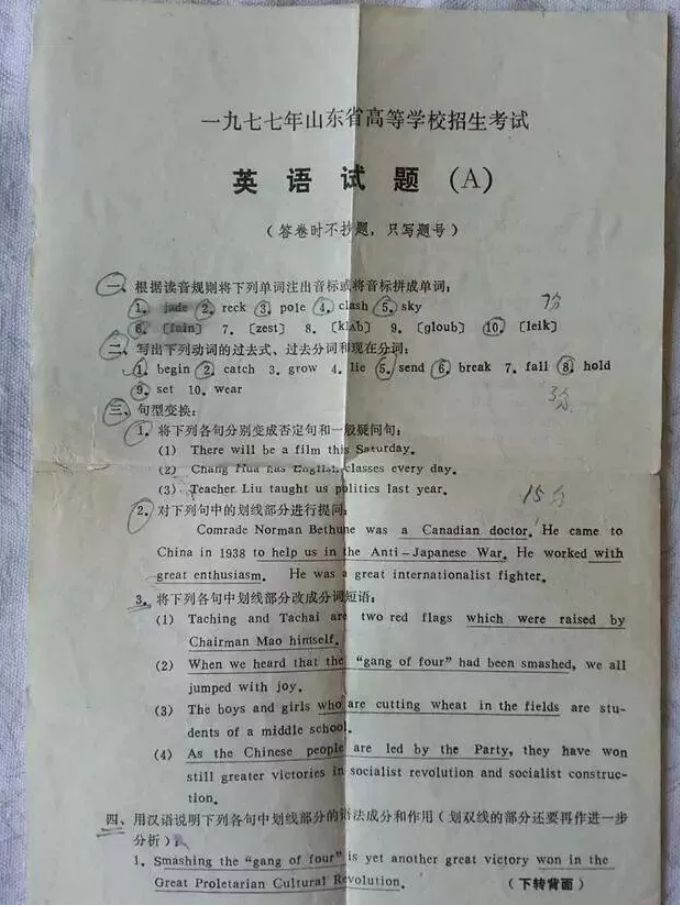 一九七七年山东省高等学校招生考试
英语试题(A)
(答卷时不抄题,只写题号)
一、根据读音规则将下列单词注出音标或将音标拼成单词:
1. jade 2. reck 3. pole 4. clash 5. sky
7分
6. [fain] 7. [zest] 8. [klʌb] 9. [gloub] 10. [leik]
二、写出下列动词的过去式、过去分词和现在分词:
1. begin 2. catch 3. grow 4. lie 5. send 6. break 7. fall 8. hold
9. set 10. wear
3分
三、句型变换:
1. 将下列各句分别变成否定句和一般疑问句:
(1) There will be a film this Saturday.
(2) Chang Hua has English classes every day.
(3) Teacher Liu taught us politics last year.
15分
2. 对下列句中的划线部分进行提问:
Comrade Norman Bethune was a Canadian doctor. He came to
China in 1938 to help us in the Anti-Japanese War. He worked with
great enthusiasm. He was a great internationalist fighter.
3. 将下列各句中划线部分改成分词短语:
(1) Taching and Tachai are two red flags which were raised by
Chairman Mao himself.
(2) When we heard that the “gang of four” had been smashed, we all
jumped with joy.
(3) The boys and girls who are cutting wheat in the fields are stu-
dents of a middle school.
(4) As the Chinese people are led by the Party, they have won
still greater victories in socialist revolution and socialist construc-
tion.
四、用汉语说明下列各句中划线部分的语法成分和作用(划双线的部分还要再作进一步
分析):
1. Smashing the “gang of four” is yet another great victory won in the
Great Proletarian Cultural Revolution.
(下转背面)